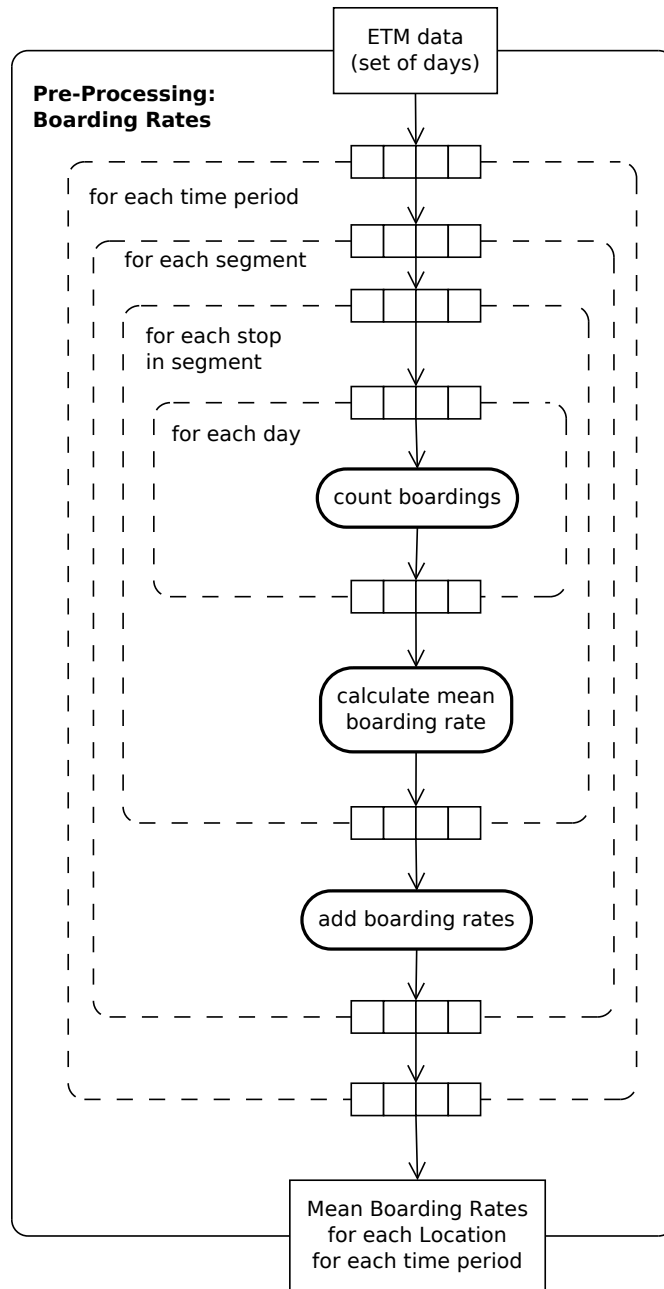 ETM data
(set of days)
Pre-Processing:
Boarding Rates
for each time period
for each segment
for each stop
in segment
for each day
count boardings
calculate mean
boarding rate
add boarding rates
Mean Boarding Rates
for each Location
for each time period